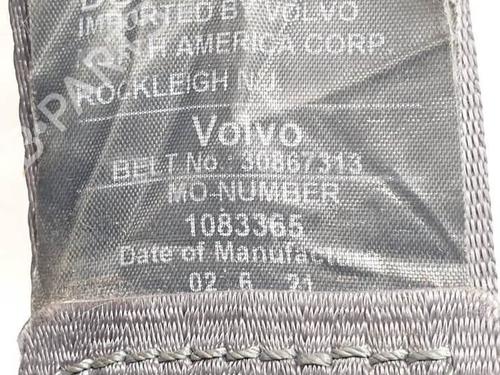 IMPORTED BY VOLVO
H AMERICA CORP.
ROCKLEIGH NJ.
Volvo
BELT No : 30867313
MO-NUMBER
1083365
Date of Manufact
02 6 21